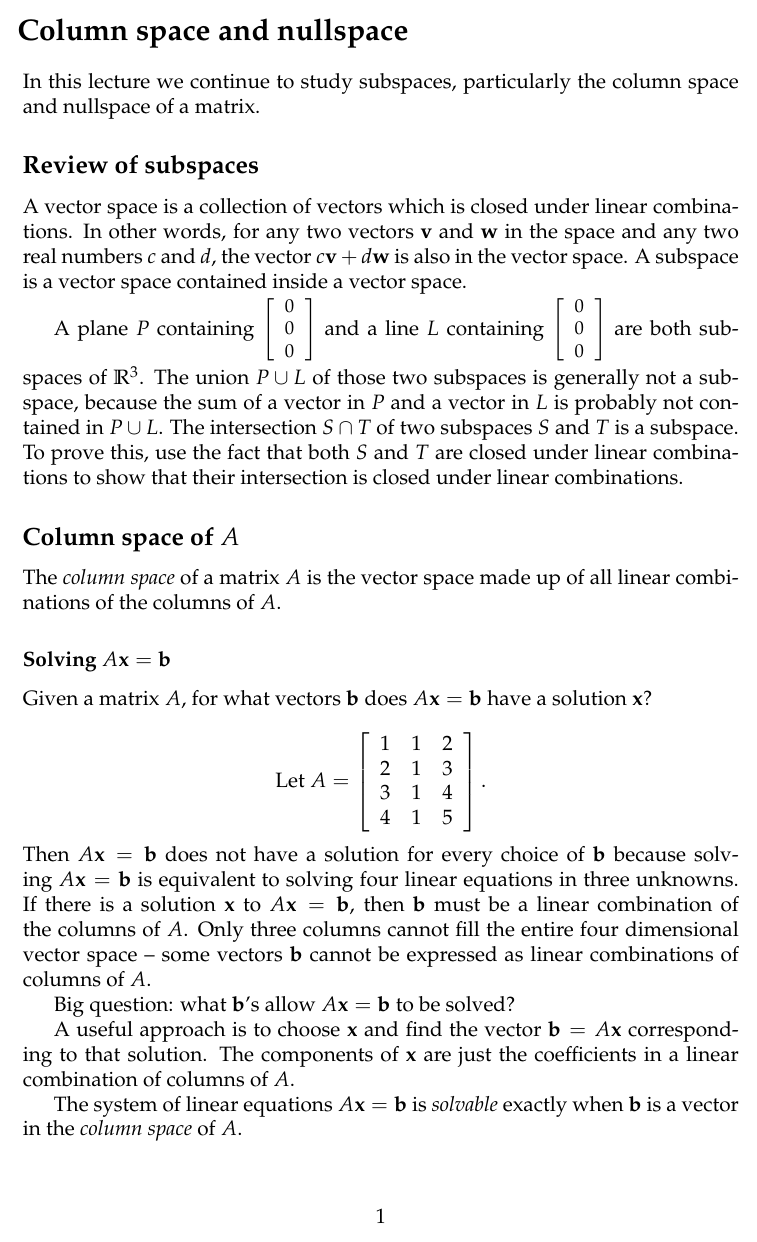 Column space and nullspace
In this lecture we continue to study subspaces, particularly the column space
and nullspace of a matrix.
Review of subspaces
A vector space is a collection of vectors which is closed under linear combina-
tions. In other words, for any two vectors v and w in the space and any two
real numbers c and d, the vector cv + dw is also in the vector space. A subspace
is a vector space contained inside a vector space.
A plane P containing [ 0 0 0 ] and a line L containing [ 0 0 0 ] are both sub-
spaces of ℝ³. The union P ∪ L of those two subspaces is generally not a sub-
space, because the sum of a vector in P and a vector in L is probably not con-
tained in P ∪ L. The intersection S ∩ T of two subspaces S and T is a subspace.
To prove this, use the fact that both S and T are closed under linear combina-
tions to show that their intersection is closed under linear combinations.
Column space of A
The column space of a matrix A is the vector space made up of all linear combi-
nations of the columns of A.
Solving Ax = b
Given a matrix A, for what vectors b does Ax = b have a solution x?
1 1 2
2 1 3
Let A = .
3 1 4
4 1 5
Then Ax = b does not have a solution for every choice of b because solv-
ing Ax = b is equivalent to solving four linear equations in three unknowns.
If there is a solution x to Ax = b, then b must be a linear combination of
the columns of A. Only three columns cannot fill the entire four dimensional
vector space – some vectors b cannot be expressed as linear combinations of
columns of A.
Big question: what b's allow Ax = b to be solved?
A useful approach is to choose x and find the vector b = Ax correspond-
ing to that solution. The components of x are just the coefficients in a linear
combination of columns of A.
The system of linear equations Ax = b is solvable exactly when b is a vector
in the column space of A.
1